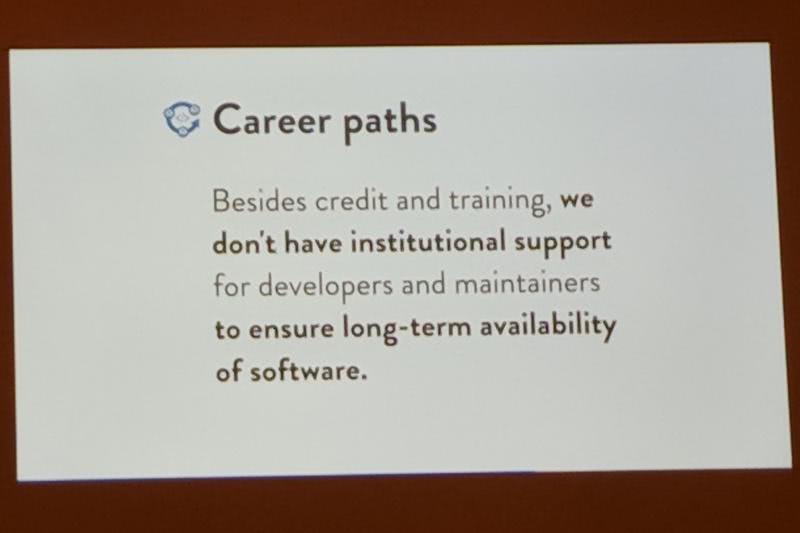 Career paths
Besides credit and training, we
don't have institutional support
for developers and maintainers
to ensure long-term availability
of software.